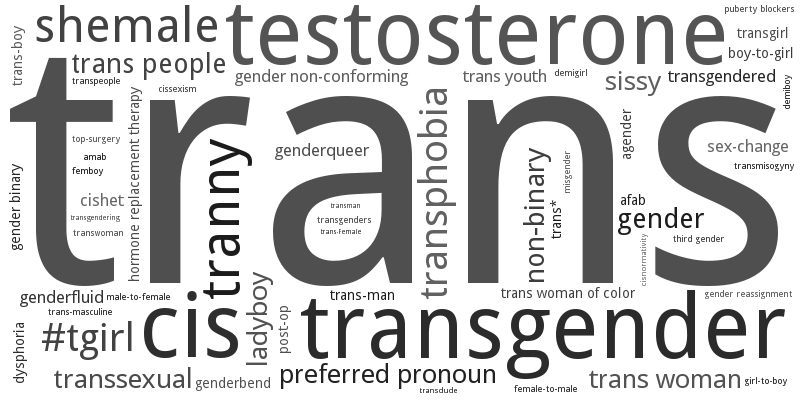 puberty blockers
shemale
testosterone
trans-boy
transgirl
boy-to-girl
trans people
gender non-conforming
trans youth
demigirl
sissy
transgendered
transpeople
cissexism
demiboy
trans
hormone replacement therapy
transphobia
agender
top-surgery
tranny
genderqueer
sex-change
amab
misgender
transmisogyny
femboy
gender binary
non-binary
cishet
transman
trans*
afab
transgendering
transgenders
gender
transwoman
trans-Female
third gender
cisnormativity
genderfluid
male-to-female
trans-man
trans woman of color
gender reassignment
trans-masculine
ladyboy
cis
transgender
#tgirl
post-op
dysphoria
transsexual
genderbend
preferred pronoun
trans woman
girl-to-boy
transdude
female-to-male